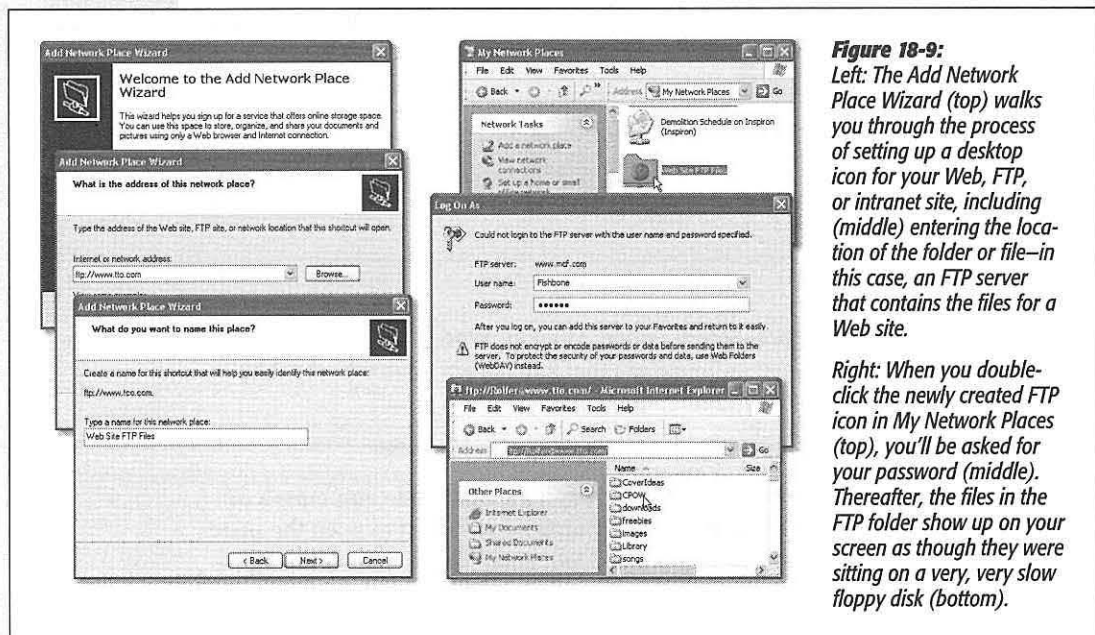 Add Network Place Wizard
Welcome to the Add Network Place
Wizard
This wizard helps you sign up for a service that offers online storage space.
You can use this space to store, organize, and share your documents and
pictures using only a Web browser and Internet connection.
Add Network Place Wizard
What is the address of this network place?
Type the address of the Web site, FTP site, or network location that this shortcut will open.
Internet or network address:
ftp://www.tto.com
Browse...
View some examples.
Add Network Place Wizard
What do you want to name this place?
Create a name for this shortcut that will help you easily identify this network place:
ftp://www.tco.com.
Type a name for this network place:
Web Site FTP Files
< Back
Next >
Cancel
My Network Places
File Edit View Favorites Tools Help
Back
Address
My Network Places
Go
Network Tasks
Add a network place
View network
connections
Set up a home or small
office network
Demolition Schedule on Inspiron
(Inspiron)
Web Site FTP Files
Log On As
Could not login to the FTP server with the user name and password specified.
FTP server: www.mcf.com
User name: Fishbone
Password: ●●●●●●
After you log on, you can add this server to your Favorites and return to it easily.
FTP does not encrypt or encode passwords or data before sending them to the
server. To protect the security of your passwords and data, use Web Folders
(WebDAV) instead.
Microsoft Internet Explorer
File Edit View Favorites Tools Help
Back
Search
Folders
Address
Go
Other Places
Internet Explorer
My Documents
Shared Documents
My Network Places
Name
Size
CoverIdeas
CPOW
downloads
freebies
images
Library
songs
Figure 18-9:
Left: The Add Network
Place Wizard (top) walks
you through the process
of setting up a desktop
icon for your Web, FTP,
or intranet site, including
(middle) entering the loca-
tion of the folder or file—in
this case, an FTP server
that contains the files for a
Web site.
Right: When you double-
click the newly created FTP
icon in My Network Places
(top), you'll be asked for
your password (middle).
Thereafter, the files in the
FTP folder show up on your
screen as though they were
sitting on a very, very slow
floppy disk (bottom).